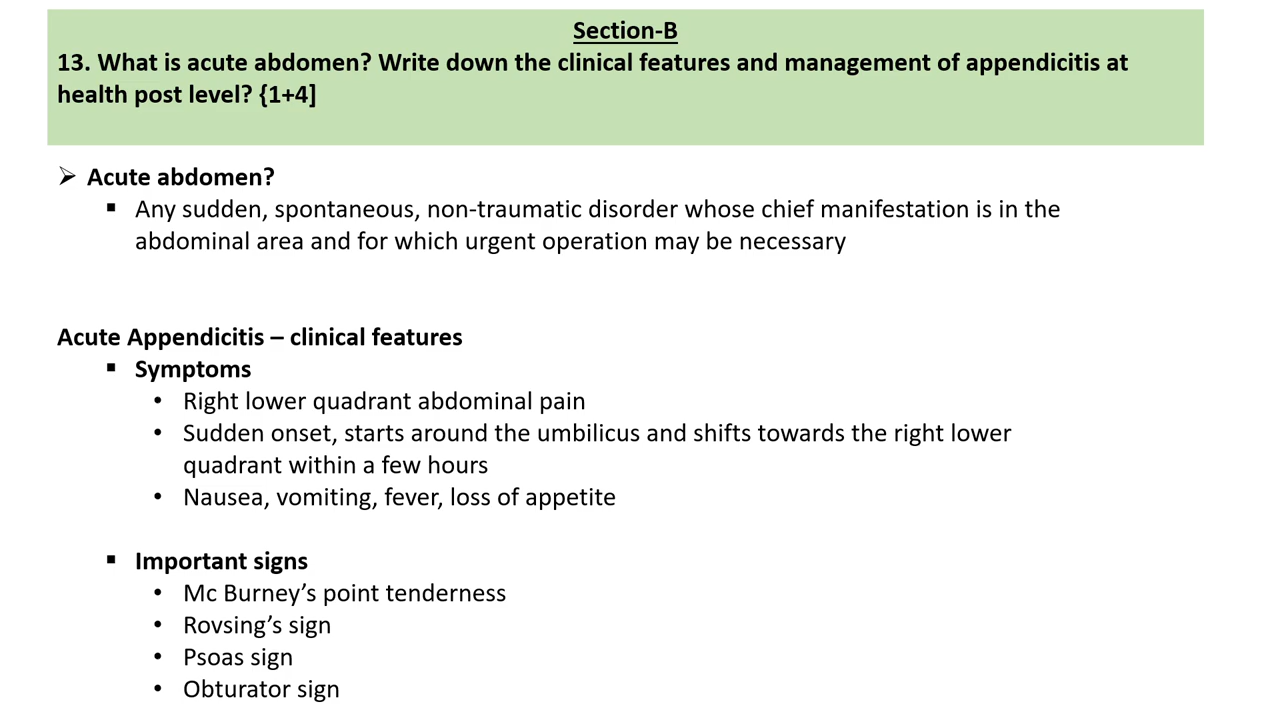 Section-B
13. What is acute abdomen? Write down the clinical features and management of appendicitis at
health post level? {1+4]
➢ Acute abdomen?
▪ Any sudden, spontaneous, non-traumatic disorder whose chief manifestation is in the
abdominal area and for which urgent operation may be necessary
Acute Appendicitis – clinical features
▪ Symptoms
• Right lower quadrant abdominal pain
• Sudden onset, starts around the umbilicus and shifts towards the right lower
quadrant within a few hours
• Nausea, vomiting, fever, loss of appetite
▪ Important signs
• Mc Burney’s point tenderness
• Rovsing’s sign
• Psoas sign
• Obturator sign